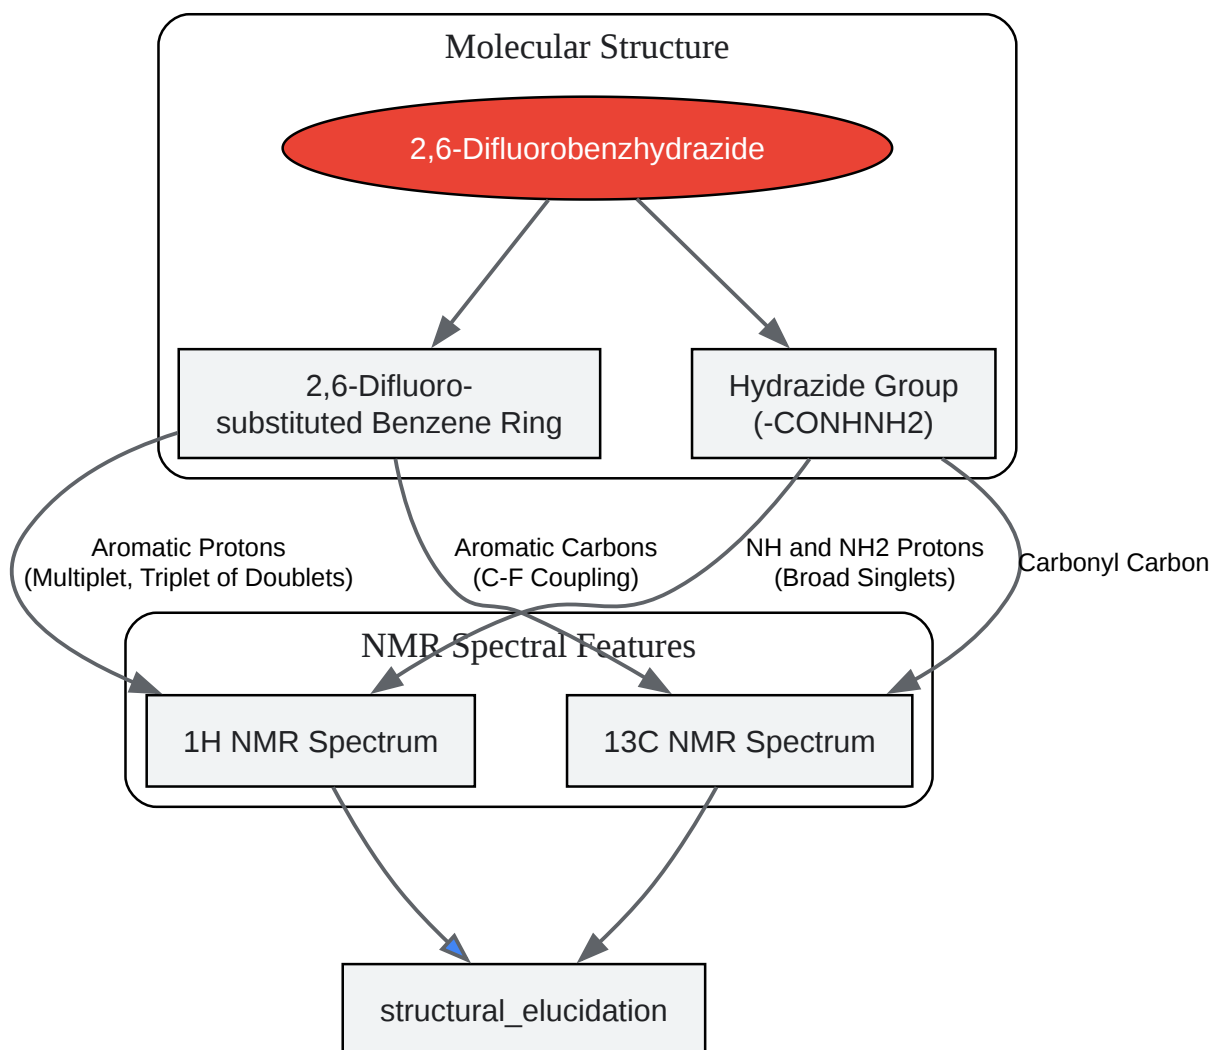 Molecular Structure
2,6-Difluorobenzhydrazide
2,6-Difluoro-
substituted Benzene Ring
Hydrazide Group
(-CONHNH2)
Aromatic Protons
(Multiplet, Triplet of Doublets)
Aromatic Carbons
(C-F Coupling)
NH and NH2 Protons
(Broad Singlets)
Carbonyl Carbon
NMR Spectral Features
1H NMR Spectrum
13C NMR Spectrum
structural_elucidation